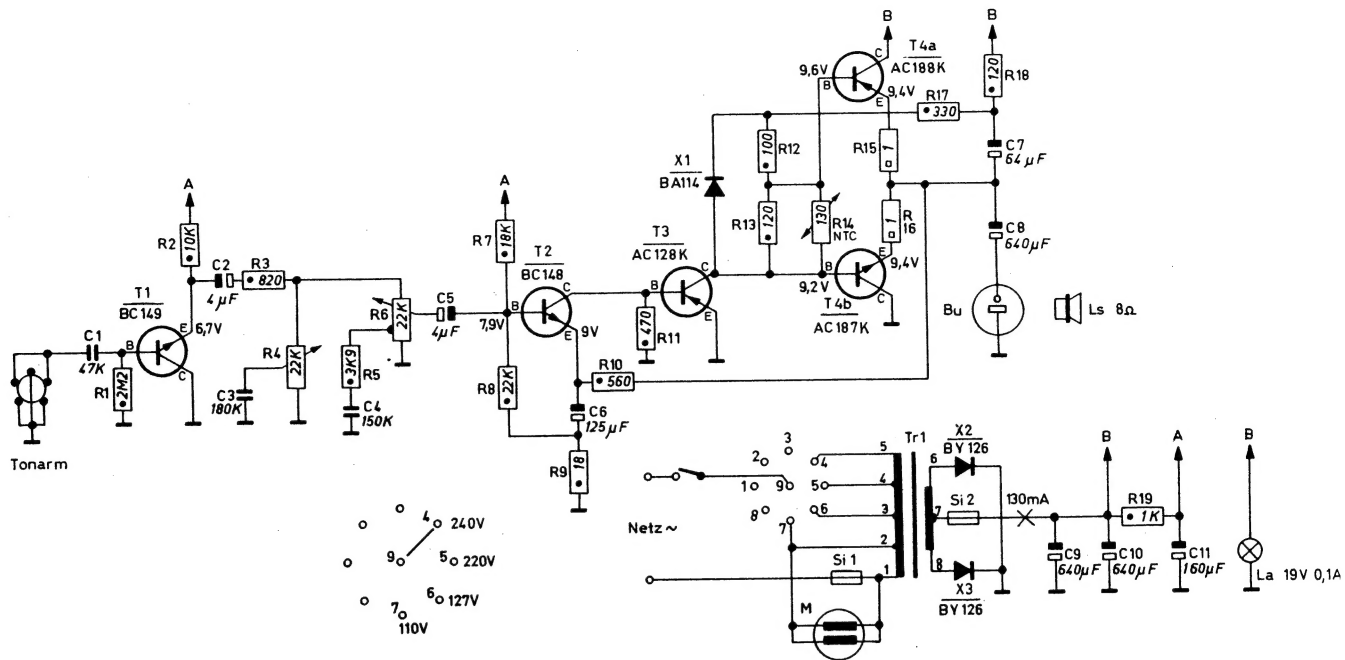 B
B
T4a
AC188K
C
9,6V
B
9,4V
E
120
R18
R17
330
100
R12
R15
1
C7
64µF
X1
BA114
A
A
R2
10K
R7
18K
T3
AC128K
120
R13
130
R14
NTC
1
R
16
C8
640µF
T2
BC148
C2
4µF
R3
820
T1
BC149
E
6,7V
R6
22K
C5
4µF
B
7,9V
C
E
9V
B
C
E
9,2V
B
E
9,4V
C
T4b
AC187K
Bu
Ls 8Ω
C1
47K
B
C
R1
2M2
R4
22K
C3
180K
R5
3K9
C4
150K
R8
22K
470
R11
R10
560
C6
125µF
R9
18
Tonarm
4
240V
9
5
220V
6
127V
7
110V
Netz ~
3
2
4
1
9
5
8
6
7
5
4
3
2
1
Tr1
6
7
8
X2
BY126
Si 2
130mA
X3
BY126
Si 1
M
B
A
B
R19
1K
C9
640µF
C10
640µF
C11
160µF
La 19V 0,1A